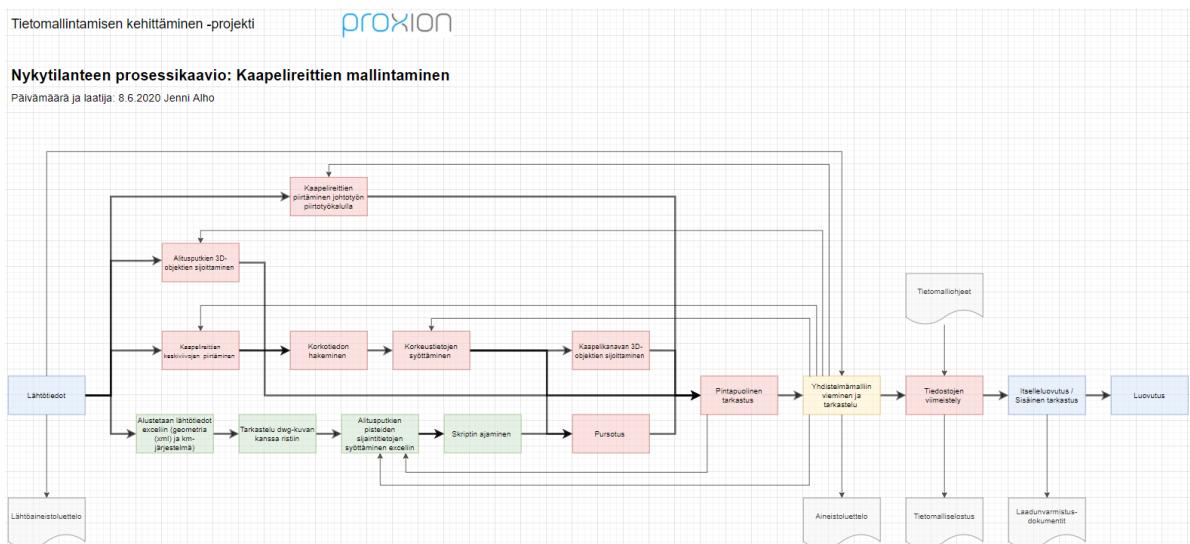 Tietomallintamisen kehittäminen -projekti
proxion
Nykytilanteen prosessikaavio: Kaapelireittien mallintaminen
Päivämäärä ja laatija: 8.6.2020 Jenni Alho
Kaapelireittien
piirtäminen johtotyön
piirtotyökalulla
Alitusputkien 3D-
objektien sijoittaminen
Tietomalliohjeet
Kaapelireittien
keskiviivojen piirtäminen
Korkotiedon
hakeminen
Korkeustietojen
syöttäminen
Kaapelikanavan 3D-
objektien sijoittaminen
Lähtötiedot
Pintapuolinen
tarkastus
Yhdistelmämalliin
vieminen ja
tarkastelu
Tiedostojen
viimeistely
Itselleluovutus /
Sisäinen tarkastus
Luovutus
Alustetaan lähtötiedot
exceliin (geometria
(xml) ja km-
järjestelmä)
Tarkastelu dwg-kuvan
kanssa ristiin
Alitusputkien
pisteiden
sijaintitietojen
syöttäminen exceliin
Skriptin ajaminen
Pursotus
Lähtöaineistoluettelo
Aineistoluettelo
Tietomalliselostus
Laadunvarmistus-
dokumentit